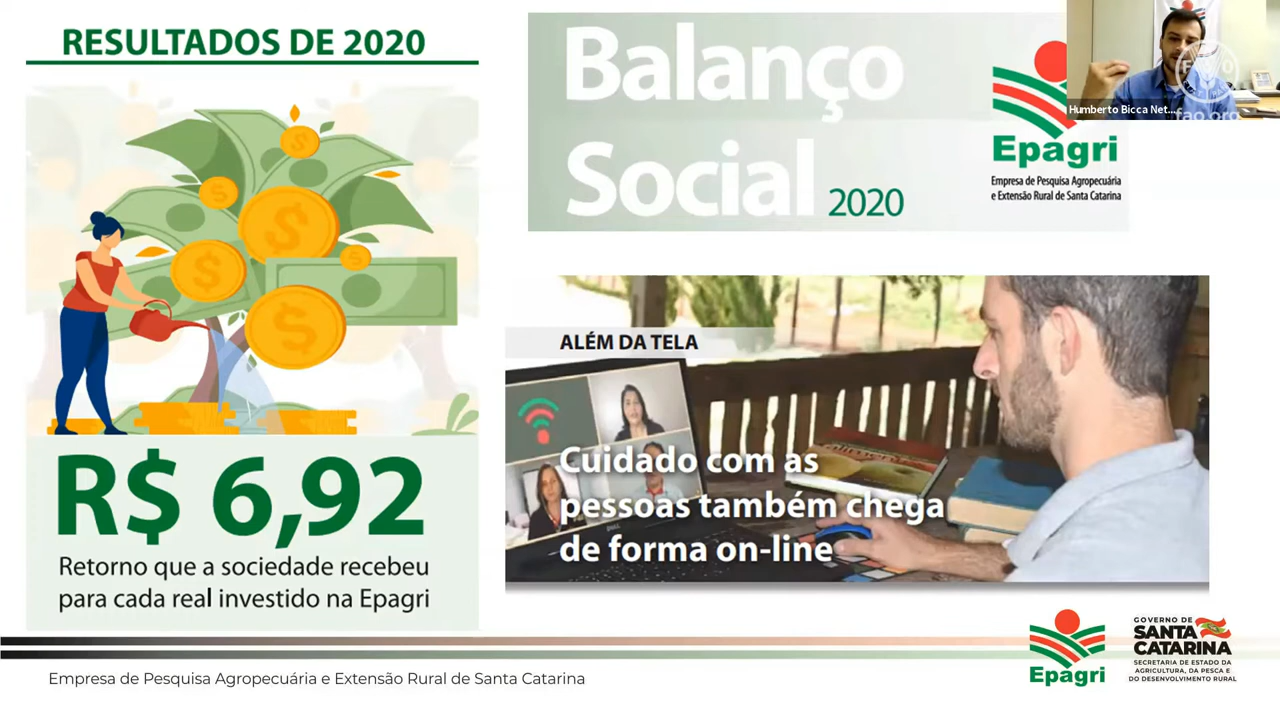 RESULTADOS DE 2020
R$ 6,92
Retorno que a sociedade recebeu
para cada real investido na Epagri
Balanço
Social 2020
Epagri
Empresa de Pesquisa Agropecuária
e Extensão Rural de Santa Catarina
FAO
Humberto Bicca Net...
fao.org
ALÉM DA TELA
Cuidado com as
pessoas também chega
de forma on-line
Empresa de Pesquisa Agropecuária e Extensão Rural de Santa Catarina
Epagri
GOVERNO DE
SANTA
CATARINA
SECRETARIA DE ESTADO DA
AGRICULTURA, DA PESCA E
DO DESENVOLVIMENTO RURAL